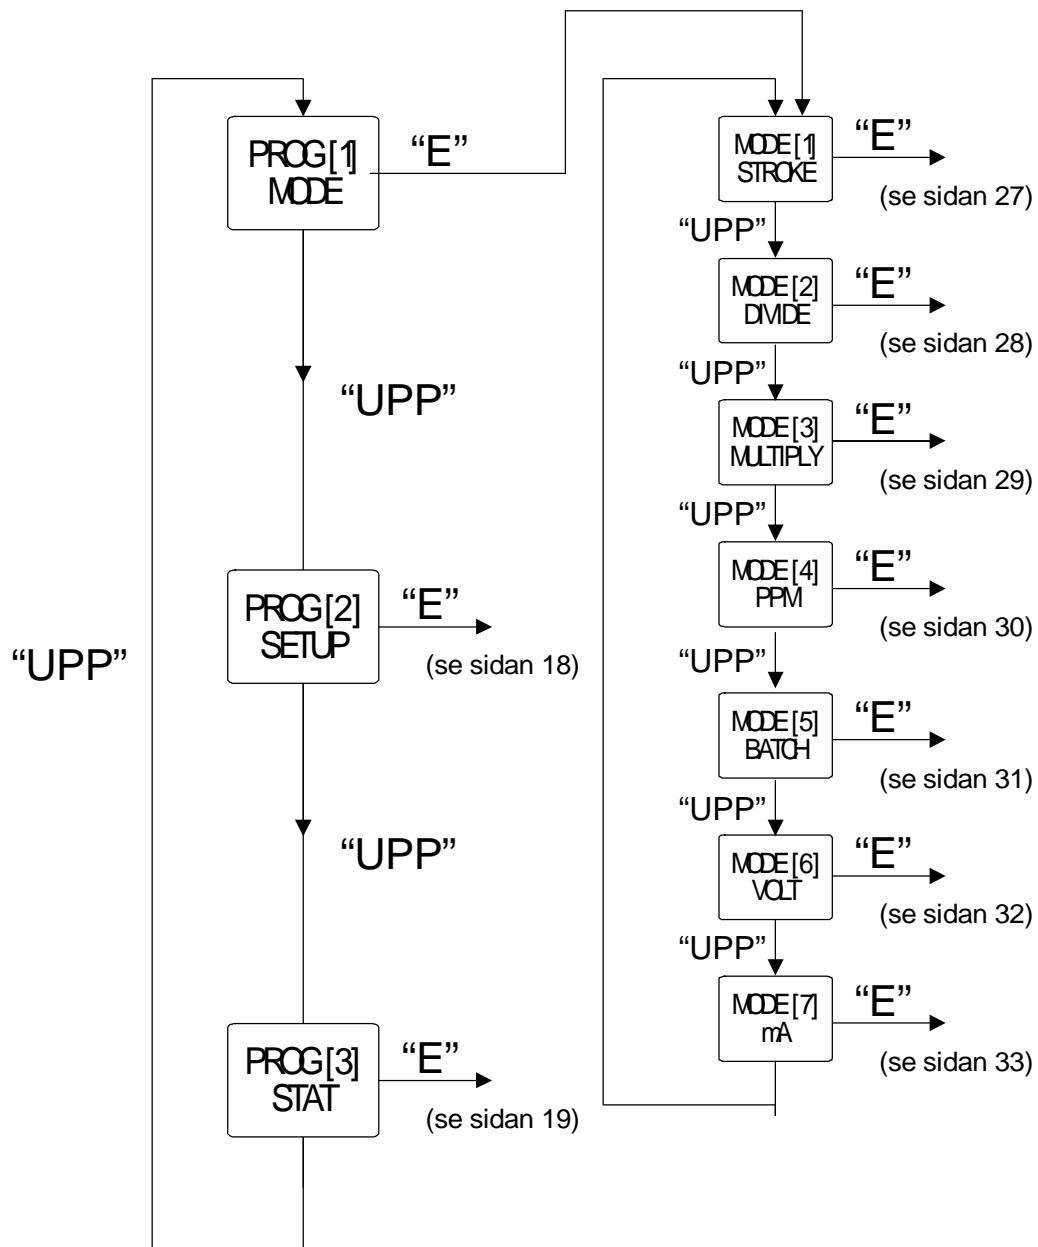 PROG[1]
MODE
“E”
“UPP”
PROG[2]
SETUP
“E”
(se sidan 18)
“UPP”
“UPP”
PROG[3]
STAT
“E”
(se sidan 19)
MODE[1]
STROKE
“E”
(se sidan 27)
“UPP”
MODE[2]
DIVIDE
“E”
(se sidan 28)
“UPP”
MODE[3]
MULTIPLY
“E”
(se sidan 29)
“UPP”
MODE[4]
PPM
“E”
(se sidan 30)
“UPP”
MODE[5]
BATCH
“E”
(se sidan 31)
“UPP”
MODE[6]
VOLT
“E”
(se sidan 32)
“UPP”
MODE[7]
mA
“E”
(se sidan 33)